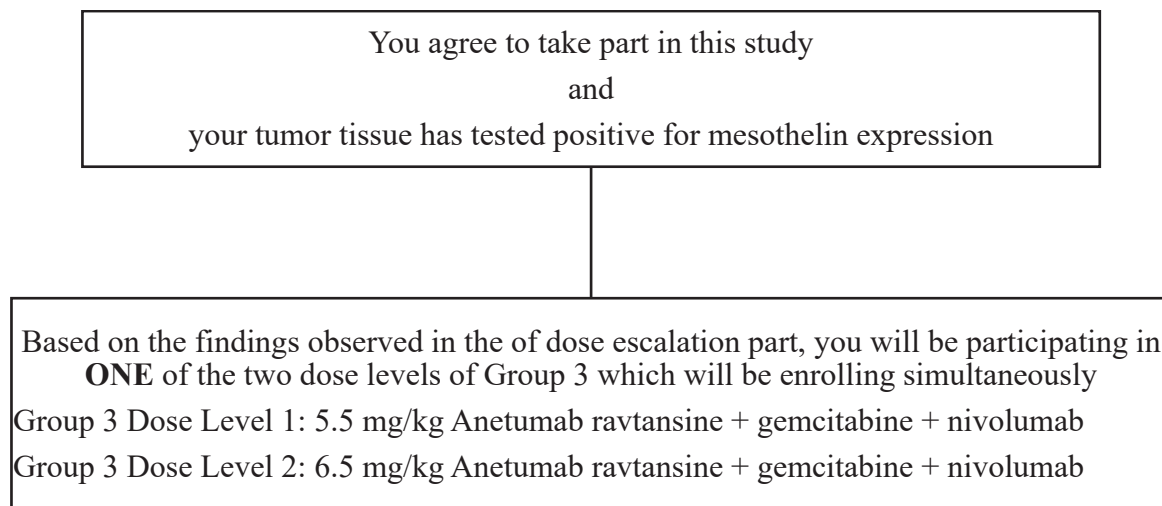 You agree to take part in this study
and
your tumor tissue has tested positive for mesothelin expression
Based on the findings observed in the of dose escalation part, you will be participating in
ONE of the two dose levels of Group 3 which will be enrolling simultaneously
Group 3 Dose Level 1: 5.5 mg/kg Anetumab ravtansine + gemcitabine + nivolumab
Group 3 Dose Level 2: 6.5 mg/kg Anetumab ravtansine + gemcitabine + nivolumab